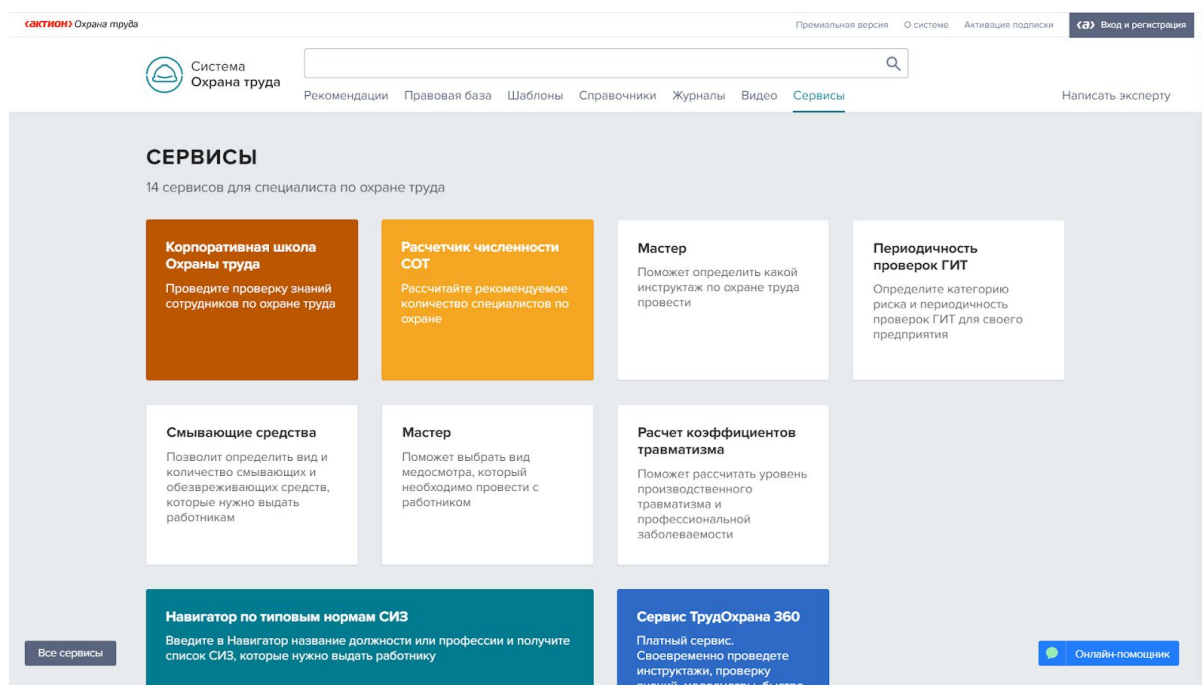 ‹актион› Охрана труда
Премиальная версия О системе Активация подписки ‹а› Вход и регистрация
Система
Охрана труда
Рекомендации Правовая база Шаблоны Справочники Журналы Видео Сервисы Написать эксперту
СЕРВИСЫ
14 сервисов для специалиста по охране труда
Корпоративная школа
Охраны труда
Проведите проверку знаний
сотрудников по охране труда
Расчетчик численности
СОТ
Рассчитайте рекомендуемое
количество специалистов по
охране
Мастер
Поможет определить какой
инструктаж по охране труда
провести
Периодичность
проверок ГИТ
Определите категорию
риска и периодичность
проверок ГИТ для своего
предприятия
Смывающие средства
Позволит определить вид и
количество смывающих и
обезвреживающих средств,
которые нужно выдать
работникам
Мастер
Поможет выбрать вид
медосмотра, который
необходимо провести с
работником
Расчет коэффициентов
травматизма
Поможет рассчитать уровень
производственного
травматизма и
профессиональной
заболеваемости
Навигатор по типовым нормам СИЗ
Введите в Навигатор название должности или профессии и получите
список СИЗ, которые нужно выдать работнику
Сервис ТрудОхрана 360
Платный сервис.
Своевременно проведете
инструктажи, проверку
знаний, медосмотры, быстро
Все сервисы
Онлайн-помощник